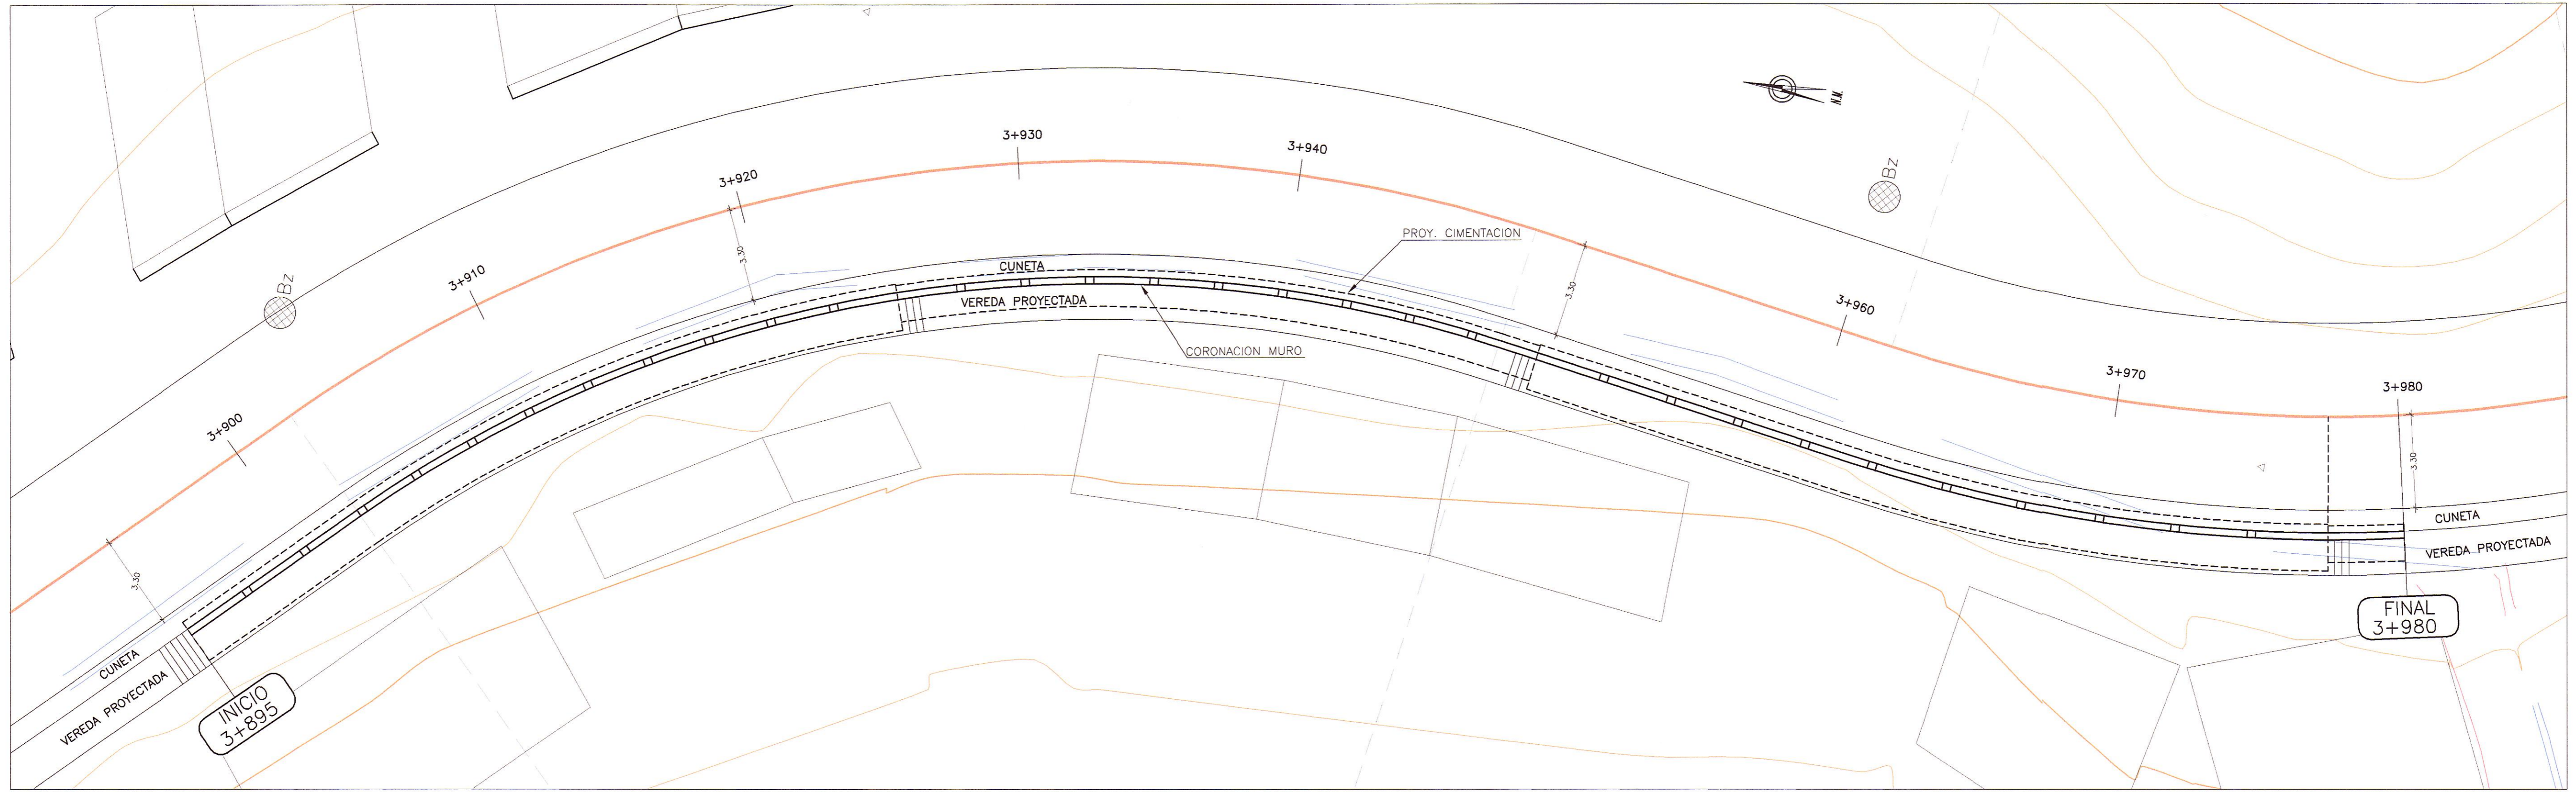 N.M.
BZ
3+930
3+940
3+920
3+910
3+900
BZ
PROY. CIMENTACION
CUNETA
VEREDA PROYECTADA
CORONACION MURO
3.30
3.30
3+960
3+970
3+980
3.30
3.30
CUNETA
VEREDA PROYECTADA
CUNETA
VEREDA PROYECTADA
INICIO
3+895
FINAL
3+980